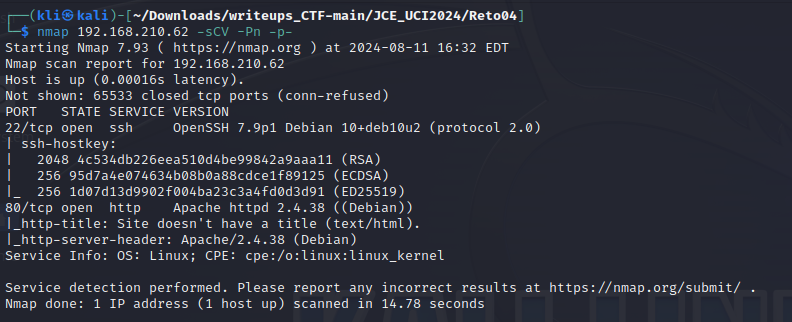 ┌──(kli㉿kali)-[~/Downloads/writeups_CTF-main/JCE_UCI2024/Reto04]
└─$ nmap 192.168.210.62 -sCV -Pn -p-
Starting Nmap 7.93 ( https://nmap.org ) at 2024-08-11 16:32 EDT
Nmap scan report for 192.168.210.62
Host is up (0.00016s latency).
Not shown: 65533 closed tcp ports (conn-refused)
PORT   STATE SERVICE VERSION
22/tcp open  ssh     OpenSSH 7.9p1 Debian 10+deb10u2 (protocol 2.0)
| ssh-hostkey:
|   2048 4c534db226eea510d4be99842a9aaa11 (RSA)
|   256 95d7a4e074634b08b0a88cdce1f89125 (ECDSA)
|_  256 1d07d13d9902f004ba23c3a4fd0d3d91 (ED25519)
80/tcp open  http    Apache httpd 2.4.38 ((Debian))
|_http-title: Site doesn't have a title (text/html).
|_http-server-header: Apache/2.4.38 (Debian)
Service Info: OS: Linux; CPE: cpe:/o:linux:linux_kernel

Service detection performed. Please report any incorrect results at https://nmap.org/submit/ .
Nmap done: 1 IP address (1 host up) scanned in 14.78 seconds